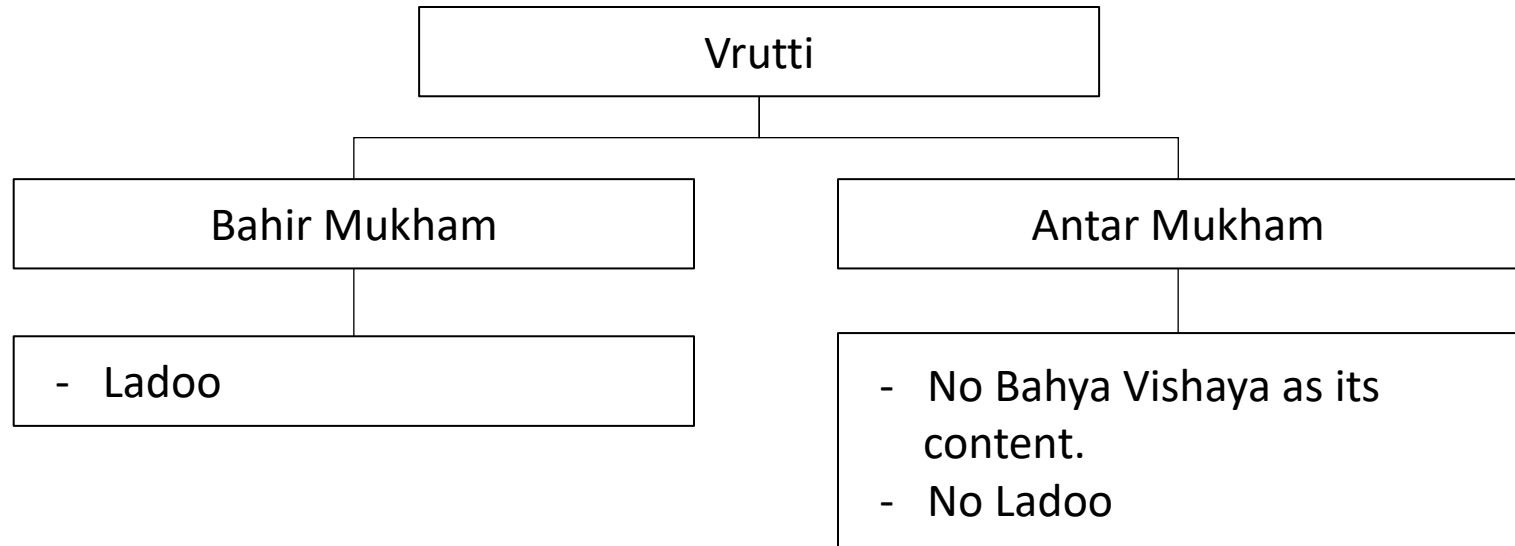 Vrutti
Bahir Mukham
Antar Mukham
- Ladoo
- No Bahya Vishaya as its
content.
- No Ladoo